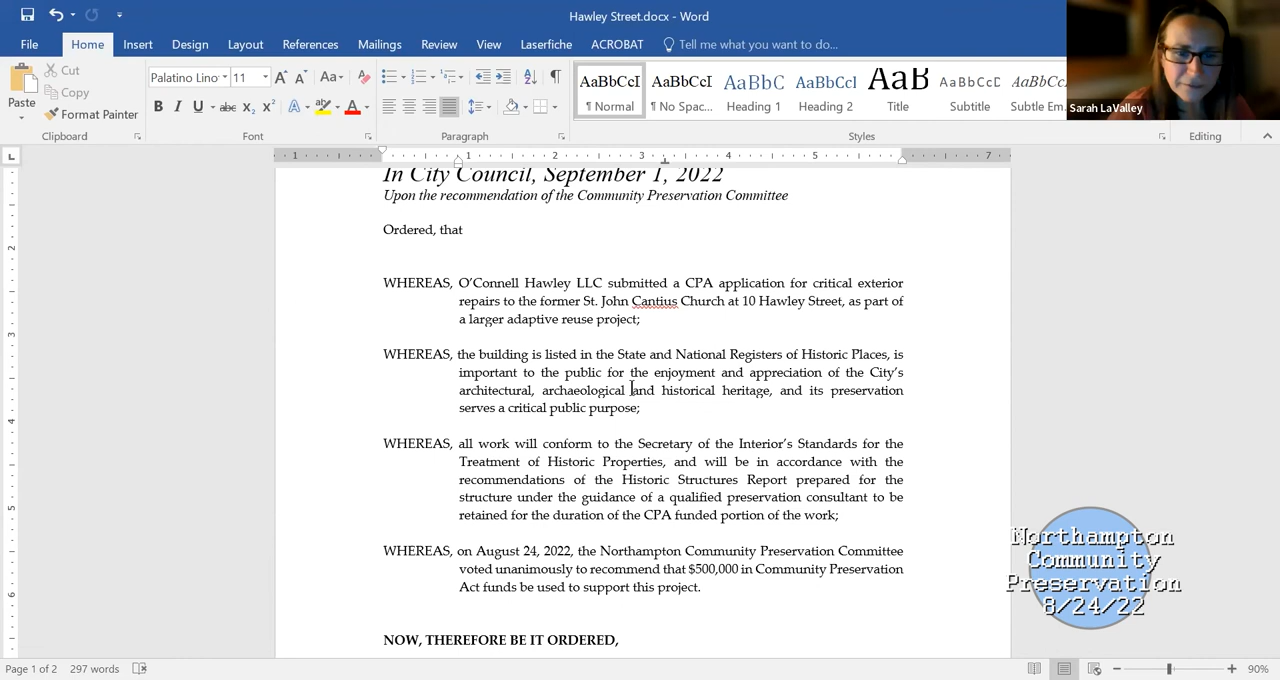 Hawley Street.docx - Word
File Home Insert Design Layout References Mailings Review View Laserfiche ACROBAT Tell me what you want to do...
Sarah LaValley
Paste
Cut
Copy
Format Painter
Palatino Lino 11
AaBbCcI AaBbCcI AaBbC AaBbCcI AaB AaBbCcD AaBbCcI
¶ Normal ¶ No Spac... Heading 1 Heading 2 Title Subtitle Subtle Em...
Clipboard Font Paragraph Styles Editing
1 1 2 3 4 5 7
In City Council, September 1, 2022
Upon the recommendation of the Community Preservation Committee
Ordered, that
WHEREAS, O’Connell Hawley LLC submitted a CPA application for critical exterior
repairs to the former St. John Cantius Church at 10 Hawley Street, as part of
a larger adaptive reuse project;
WHEREAS, the building is listed in the State and National Registers of Historic Places, is
important to the public for the enjoyment and appreciation of the City’s
architectural, archaeological and historical heritage, and its preservation
serves a critical public purpose;
WHEREAS, all work will conform to the Secretary of the Interior’s Standards for the
Treatment of Historic Properties, and will be in accordance with the
recommendations of the Historic Structures Report prepared for the
structure under the guidance of a qualified preservation consultant to be
retained for the duration of the CPA funded portion of the work;
WHEREAS, on August 24, 2022, the Northampton Community Preservation Committee
voted unanimously to recommend that $500,000 in Community Preservation
Act funds be used to support this project.
NOW, THEREFORE BE IT ORDERED,
Northampton
Community
Preservation
8/24/22
Page 1 of 2 297 words 90%